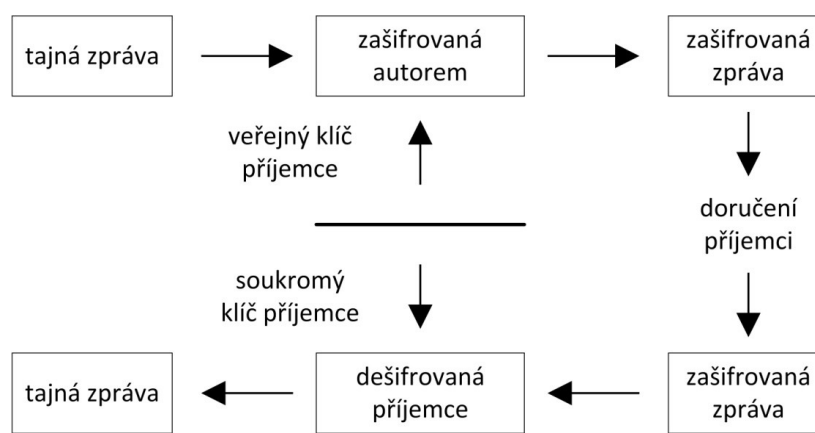 tajná zpráva
zašifrovaná
autorem
zašifrovaná
zpráva
veřejný klíč
příjemce
doručení
příjemci
soukromý
klíč příjemce
tajná zpráva
dešifrovaná
příjemce
zašifrovaná
zpráva